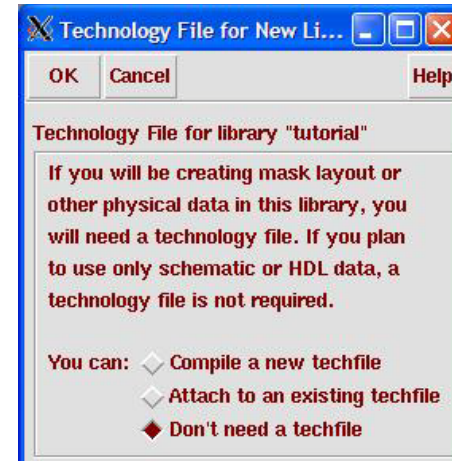 Technology File for New Li...
OK Cancel Help
Technology File for library "tutorial"
If you will be creating mask layout or
other physical data in this library, you
will need a technology file. If you plan
to use only schematic or HDL data, a
technology file is not required.
You can: Compile a new techfile
Attach to an existing techfile
Don't need a techfile